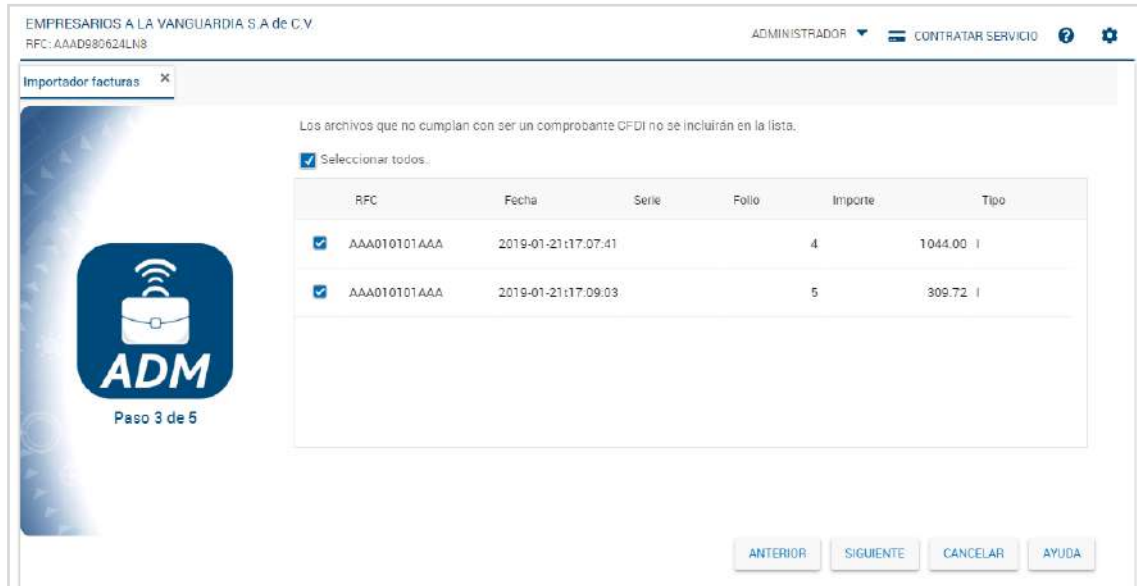 EMPRESARIOS A LA VANGUARDIA S.A de C.V.
RFC: AAAD980624LN8
ADMINISTRADOR CONTRATAR SERVICIO ?
Importador facturas ×
Los archivos que no cumplan con ser un comprobante CFDI no se incluirán en la lista.
Seleccionar todos.
RFC Fecha Serie Folio Importe Tipo
AAA010101AAA 2019-01-21t17:07:41 4 1044.00 I
AAA010101AAA 2019-01-21t17:09:03 5 309.72 I
ADM
Paso 3 de 5
ANTERIOR SIGUIENTE CANCELAR AYUDA